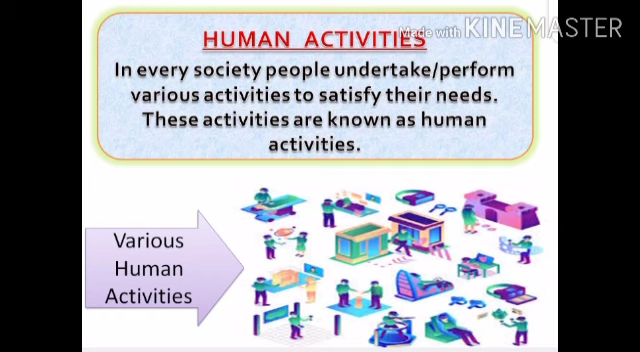 Made with KINEMASTER
HUMAN ACTIVITIES
In every society people undertake/perform
various activities to satisfy their needs.
These activities are known as human
activities.
Various
Human
Activities